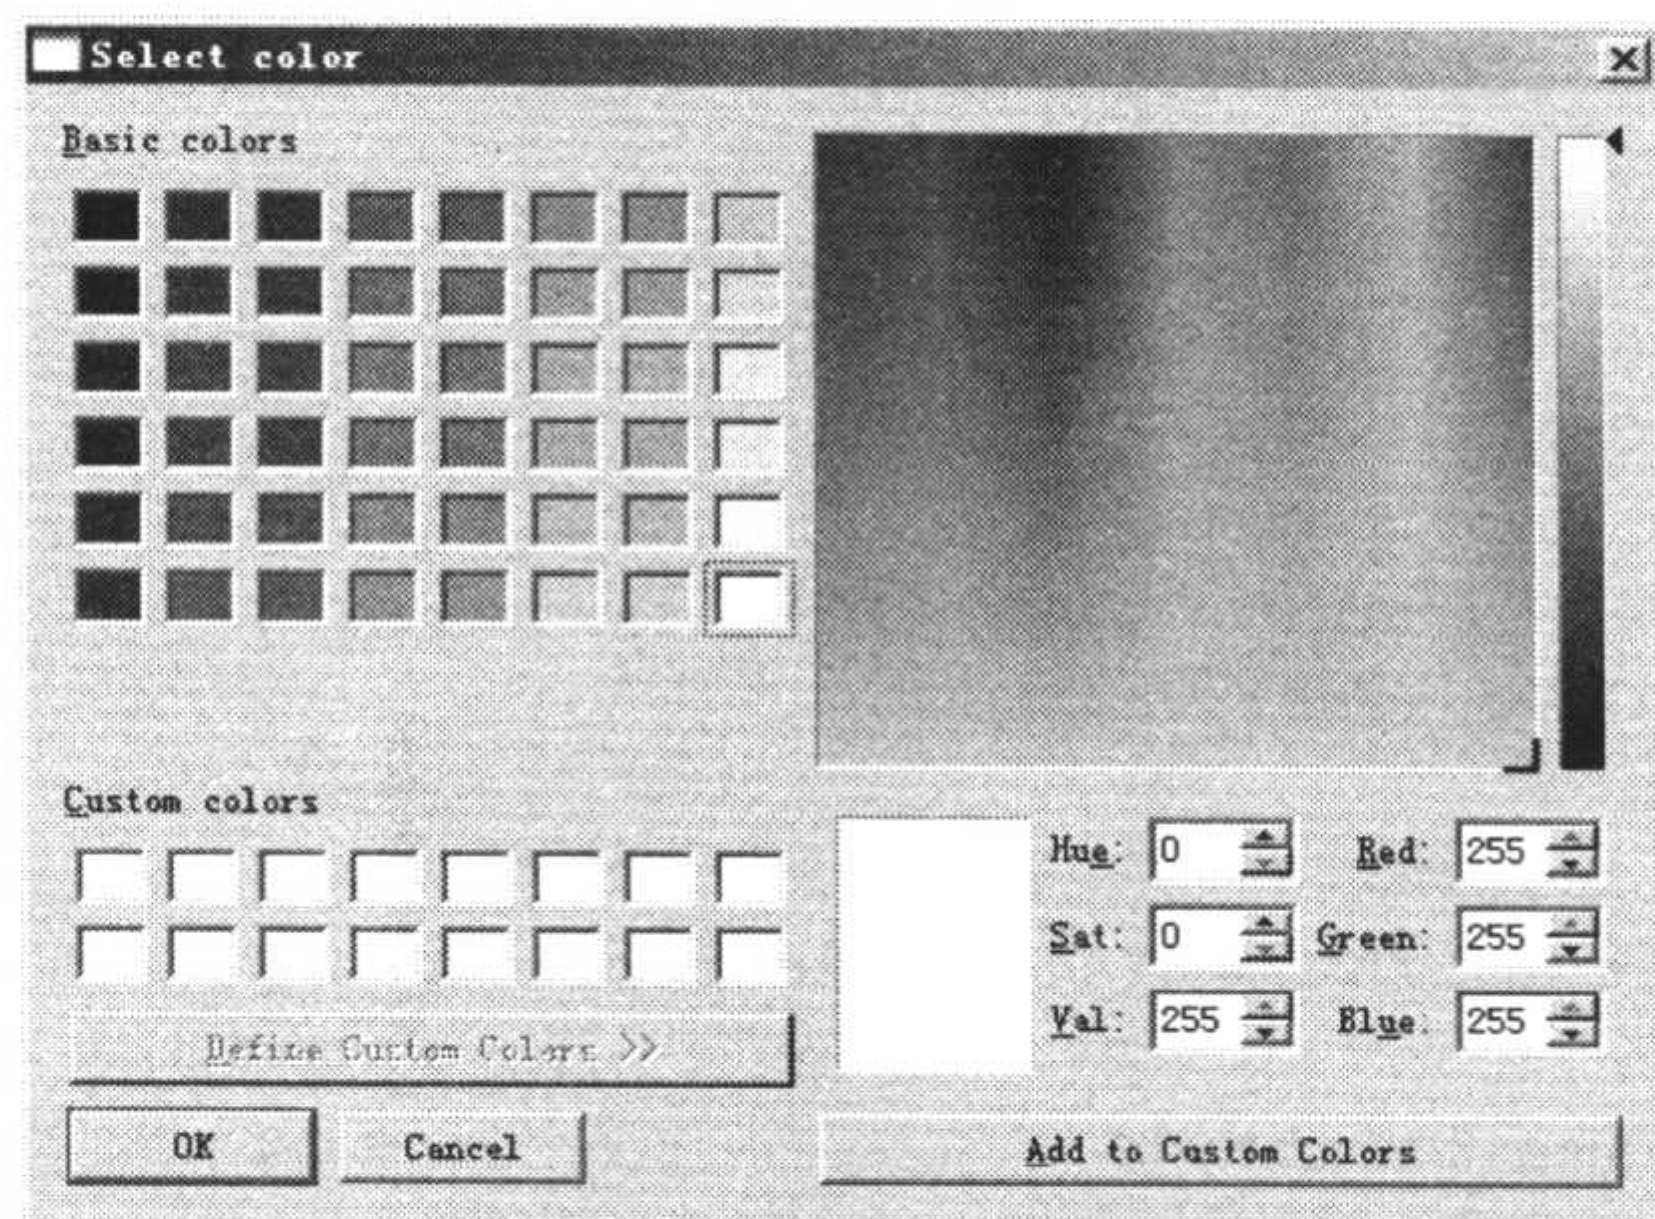 Select color
Basic colors
Custom colors
Define Custom Colors >>
OK
Cancel
Hue: 0
Red: 255
Sat: 0
Green: 255
Val: 255
Blue: 255
Add to Custom Colors